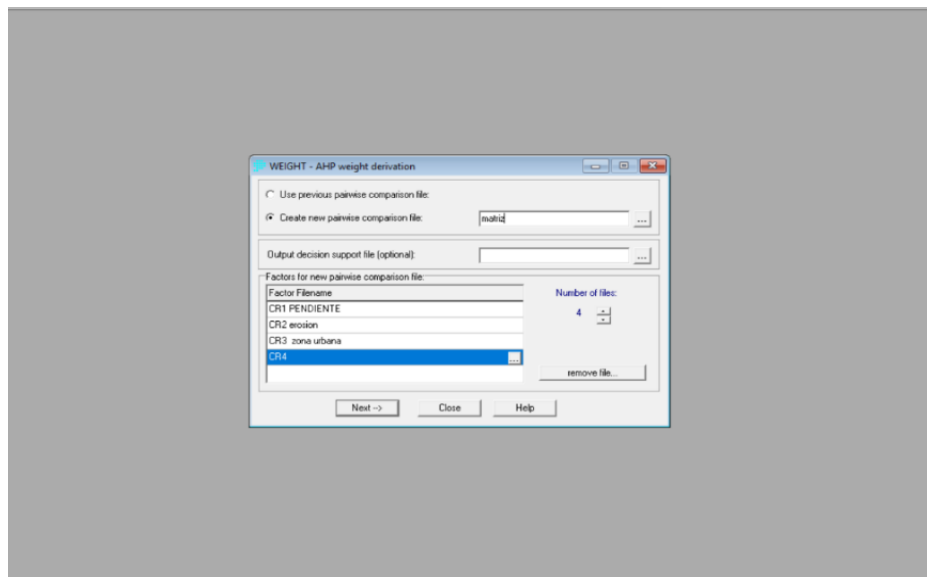 WEIGHT - AHP weight derivation
Use previous pairwise comparison file:
Create new pairwise comparison file: matriz ...
Output decision support file (optional): ...
Factors for new pairwise comparison file:
Factor Filename
Number of files:
CR1 PENDIENTE
4
CR2 erosion
CR3 zona urbana
CR4 ...
remove file...
Next --> Close Help